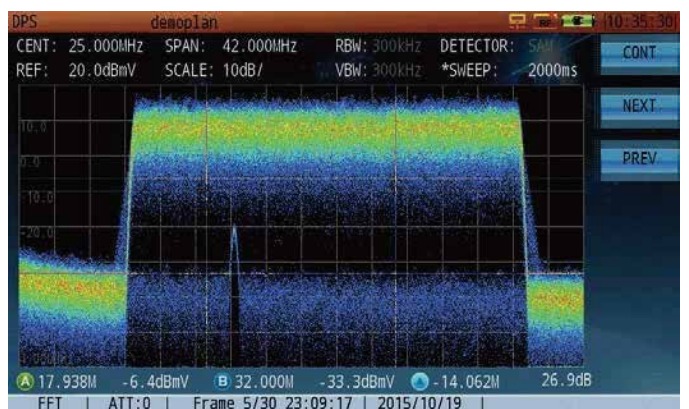 DPS demoplan RF 10:35:30
CENT: 25.000MHz SPAN: 42.000MHz RBW: 300kHz DETECTOR: SAM
REF: 20.0dBmV SCALE: 10dB/ VBW: 300kHz *SWEEP: 2000ms
CONT
NEXT
PREV
10.0
0.0
-10.0
-20.0
A 17.938M -6.4dBmV B 32.000M -33.3dBmV -14.062M 26.9dB
FFT | ATT:0 | Frame 5/30 23:09:17 | 2015/10/19 |